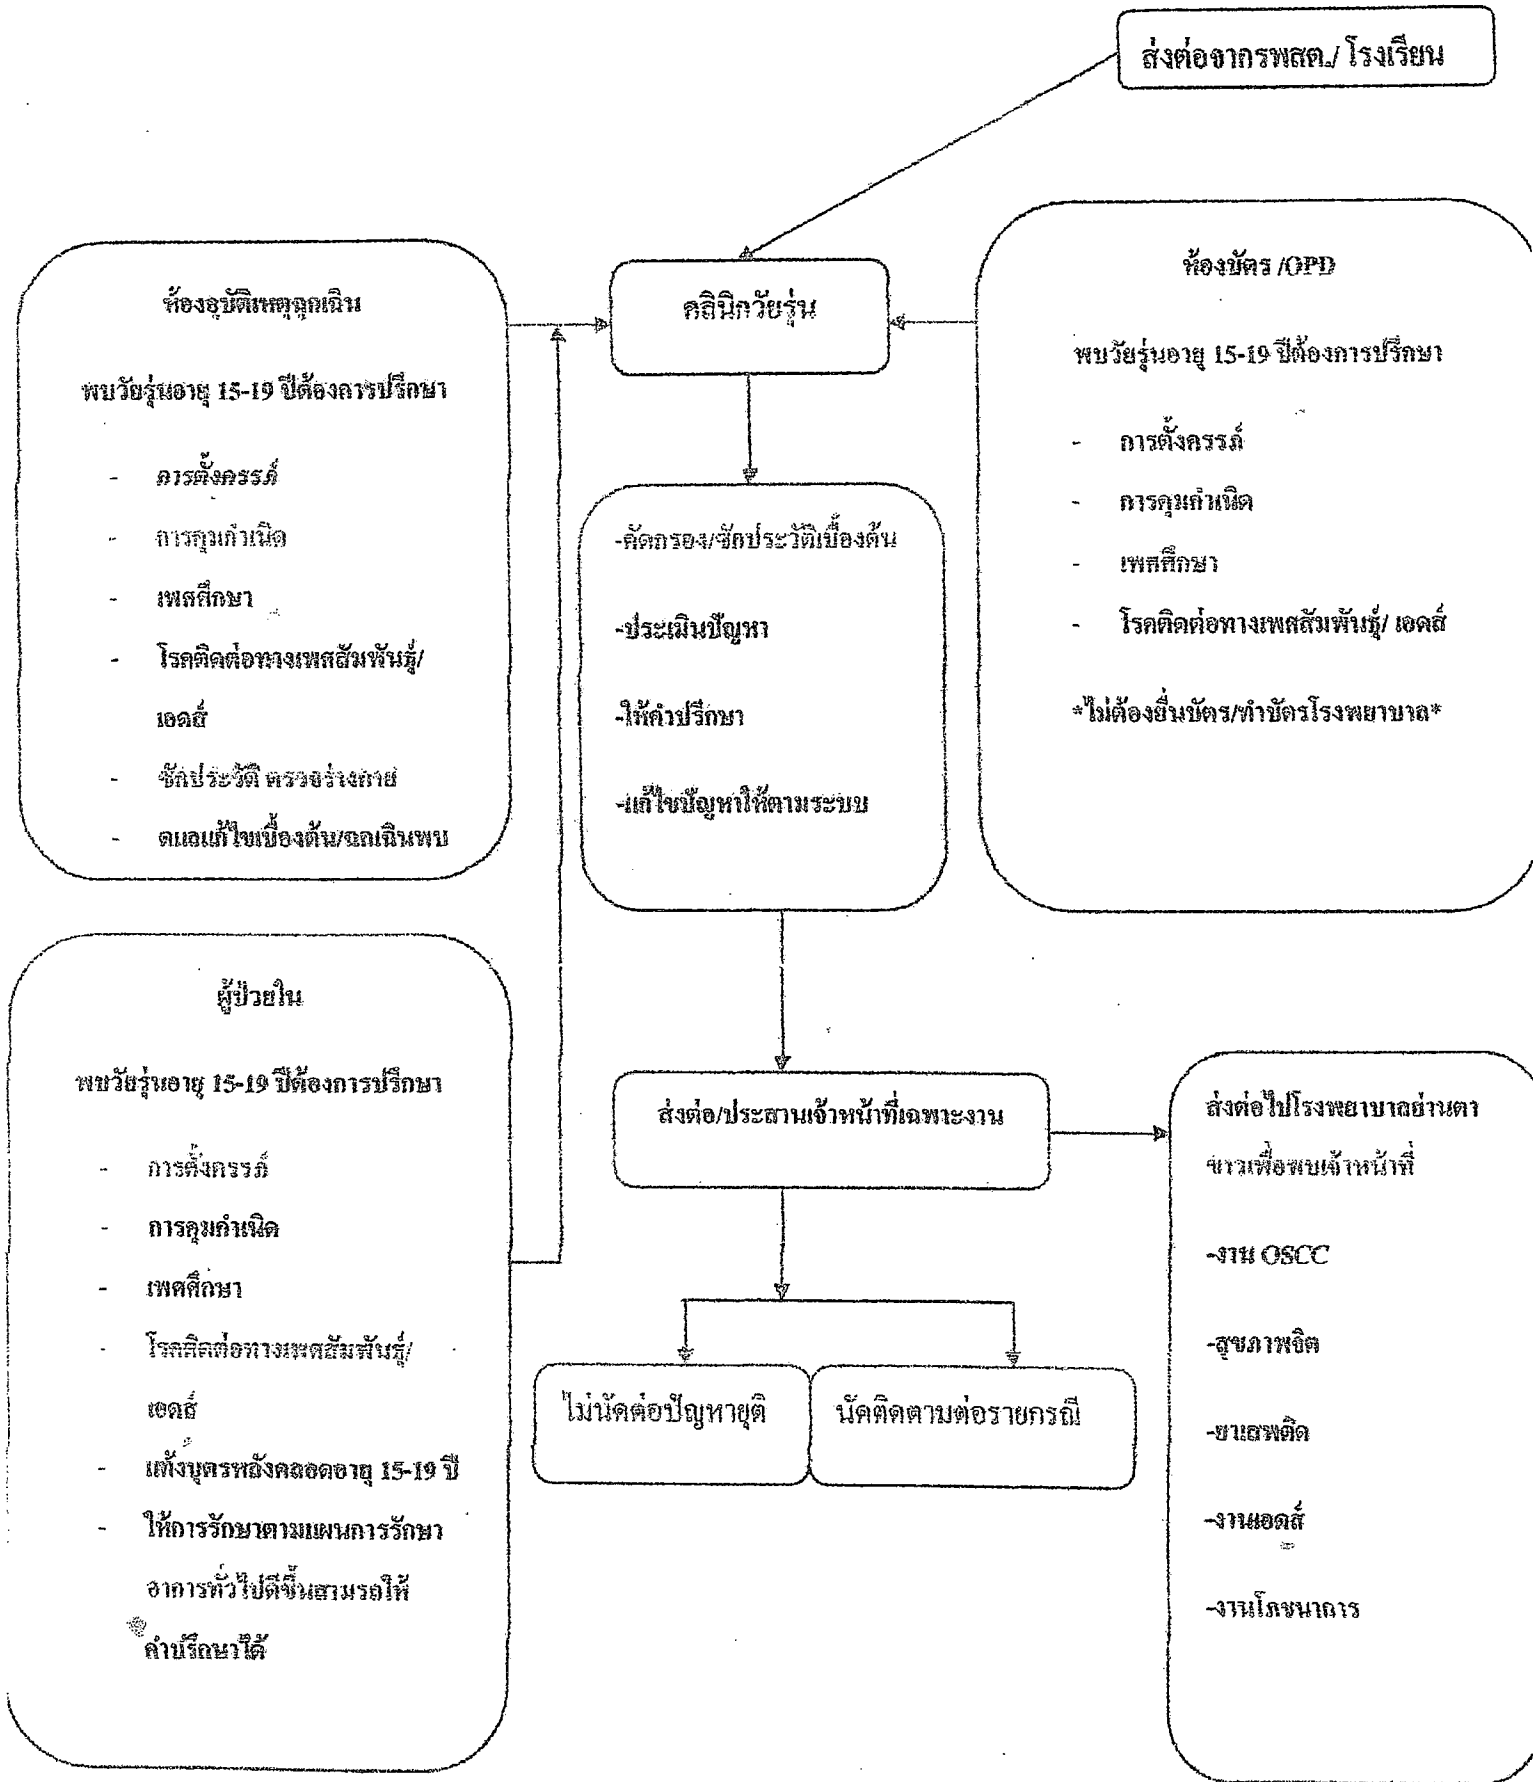 ส่งต่อจากรพสต./ โรงเรียน
ห้องอุบัติเหตุฉุกเฉิน
พบวัยรุ่นอายุ 15-19 ปีต้องการปรึกษา
- การตั้งครรภ์
- การคุมกำเนิด
- เพศศึกษา
- โรคติดต่อทางเพศสัมพันธุ์/
เอดส์
- ซักประวัติ ตรวจร่างกาย
- ดูแลแก้ไขเบื้องต้น/ฉุกเฉินพบ
คลินิกวัยรุ่น
ห้องบัตร /OPD
พบวัยรุ่นอายุ 15-19 ปีต้องการปรึกษา
- การตั้งครรภ์
- การคุมกำเนิด
- เพศศึกษา
- โรคติดต่อทางเพศสัมพันธุ์/ เอดส์
*ไม่ต้องยื่นบัตร/ทำบัตรโรงพยาบาล*
-คัดกรอง/ซักประวัติเบื้องต้น
-ประเมินปัญหา
-ให้คำปรึกษา
-แก้ไขปัญหาให้ตามระบบ
ผู้ป่วยใน
พบวัยรุ่นอายุ 15-19 ปีต้องการปรึกษา
- การตั้งครรภ์
- การคุมกำเนิด
- เพศศึกษา
- โรคติดต่อทางเพศสัมพันธุ์/
เอดส์
- แท้งบุตรหลังคลอดอายุ 15-19 ปี
- ให้การรักษาตามแผนการรักษา
อาการทั่วไปดีขึ้นสามรถให้
คำปรึกษาได้
ส่งต่อ/ประสานเจ้าหน้าที่เฉพาะงาน
ไม่นัดต่อปัญหายุติ
นัดติดตามต่อรายกรณี
ส่งต่อไปโรงพยาบาลย่านตา
ขาวเพื่อพบเจ้าหน้าที่
-งาน OSCC
-สุขภาพจิต
-ยาเสพติด
-งานเอดส์
-งานโภชนาการ